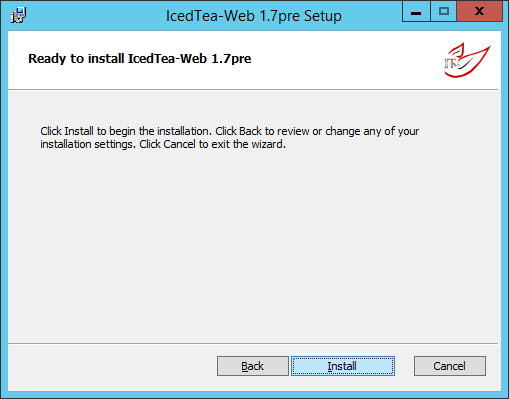 IcedTea-Web 1.7pre Setup
Ready to install IcedTea-Web 1.7pre
Click Install to begin the installation. Click Back to review or change any of your
installation settings. Click Cancel to exit the wizard.
Back
Install
Cancel